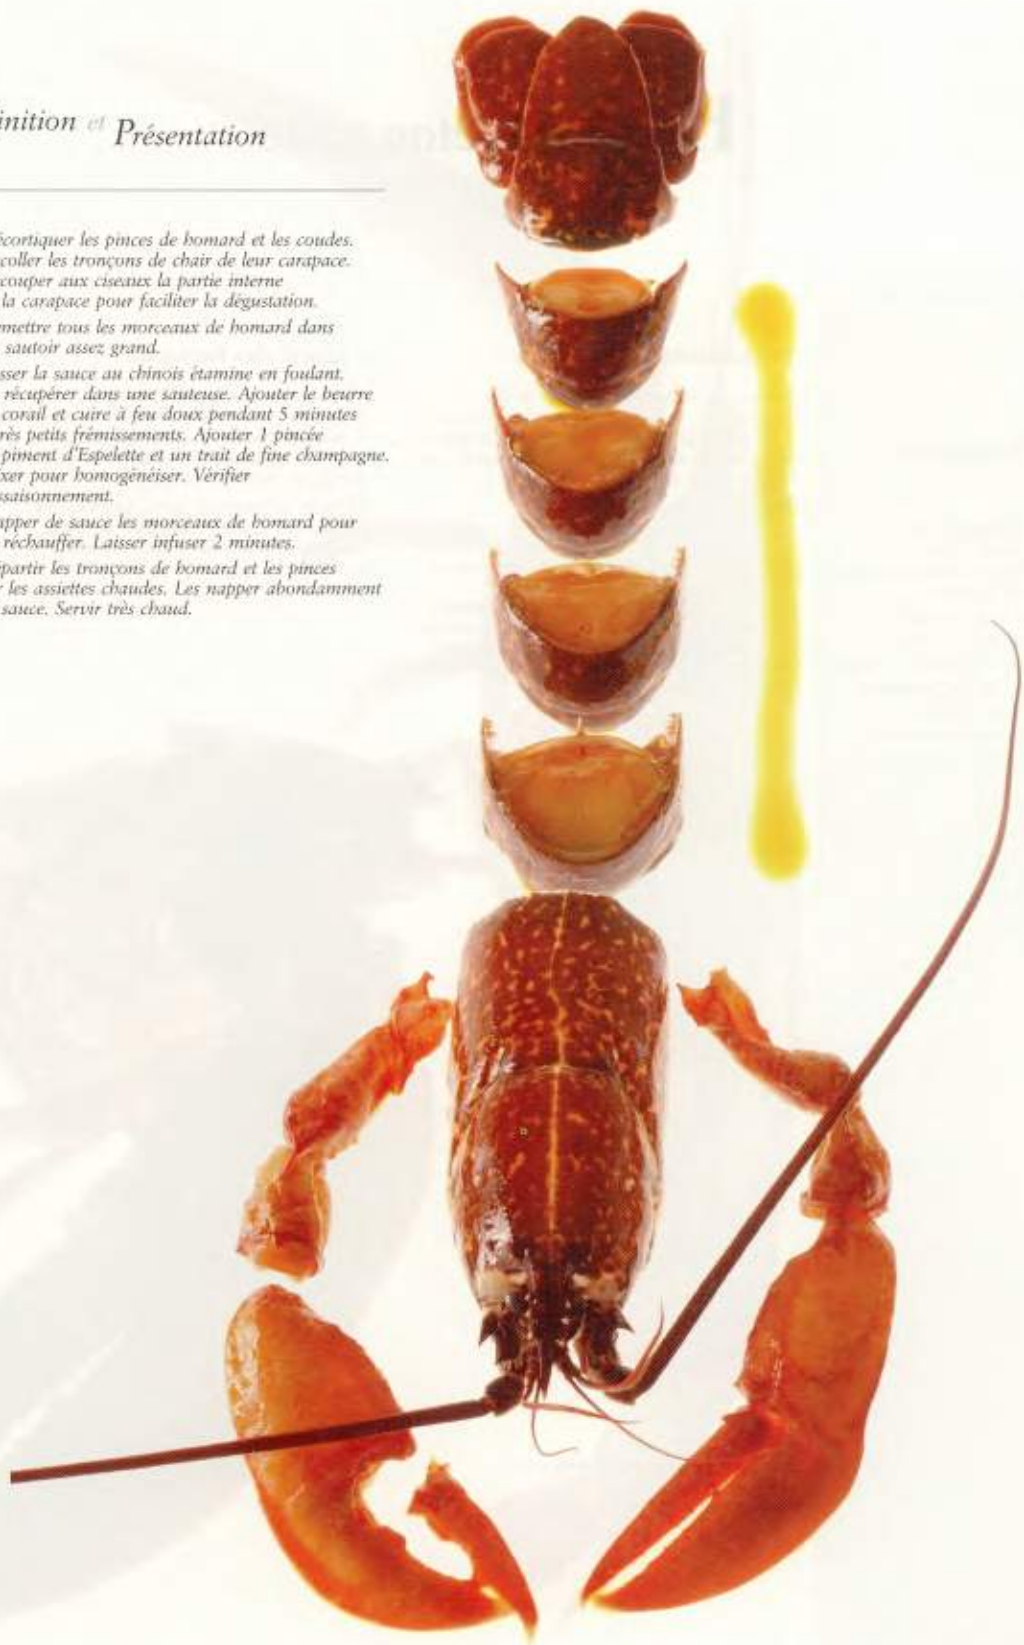 inition et Présentation
écortiquer les pinces de homard et les coudes.
coller les tronçons de chair de leur carapace.
couper aux ciseaux la partie interne
la carapace pour faciliter la dégustation.
mettre tous les morceaux de homard dans
sautoir assez grand.
sser la sauce au chinois étamine en foulant.
récupérer dans une sauteuse. Ajouter le beurre
corail et cuire à feu doux pendant 5 minutes
rès petits frémissements. Ajouter 1 pincée
piment d'Espelette et un trait de fine champagne.
ixer pour homogénéiser. Vérifier
ssaisonnement.
apper de sauce les morceaux de homard pour
réchauffer. Laisser infuser 2 minutes.
partir les tronçons de homard et les pinces
r les assiettes chaudes. Les napper abondamment
sauce. Servir très chaud.